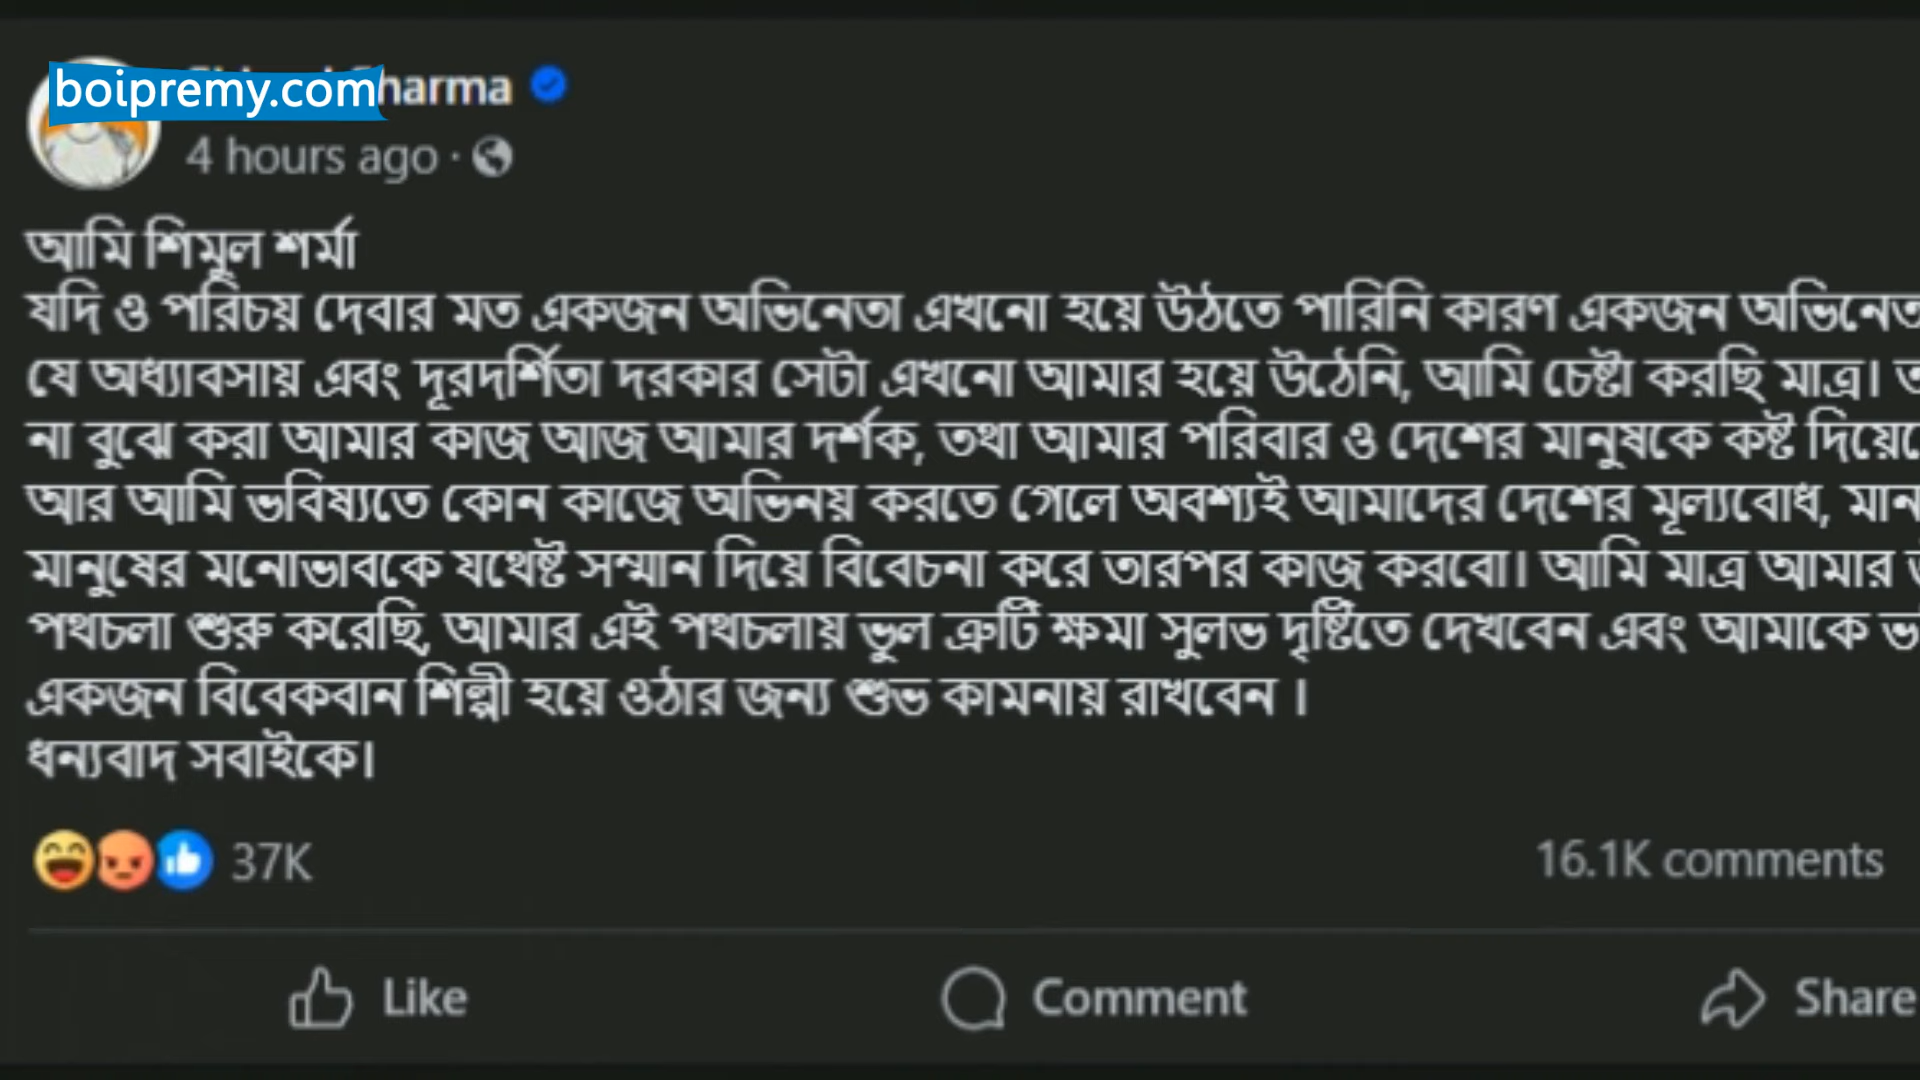 boipremy.com
harma
4 hours ago ·
আমি শিমুল শর্মা
যদি ও পরিচয় দেবার মত একজন অভিনেতা এখনো হয়ে উঠতে পারিনি কারণ একজন
যে অধ্যাবসায় এবং দূরদর্শিতা দরকার সেটা এখনো আমার হয়ে উঠেনি, আমি চেষ্টা করছি মাত্র।
না বুঝে করা আমার কাজ আজ আমার দর্শক, তথা আমার পরিবার ও দেশের মানুষকে কষ্ট
আর আমি ভবিষ্যতে কোন কাজে অভিনয় করতে গেলে অবশ্যই আমাদের দেশের মূল্যবোধ,
মানুষের মনোভাবকে যথেষ্ট সম্মান দিয়ে বিবেচনা করে তারপর কাজ করবো। আমি মাত্র আমার
পথচলা শুরু করেছি, আমার এই পথচলায় ভুল ত্রুটি ক্ষমা সুলভ দৃষ্টিতে দেখবেন এবং আমাকে
একজন বিবেকবান শিল্পী হয়ে ওঠার জন্য শুভ কামনায় রাখবেন ।
ধন্যবাদ সবাইকে।
37K
16.1K comments
Like
Comment
Share